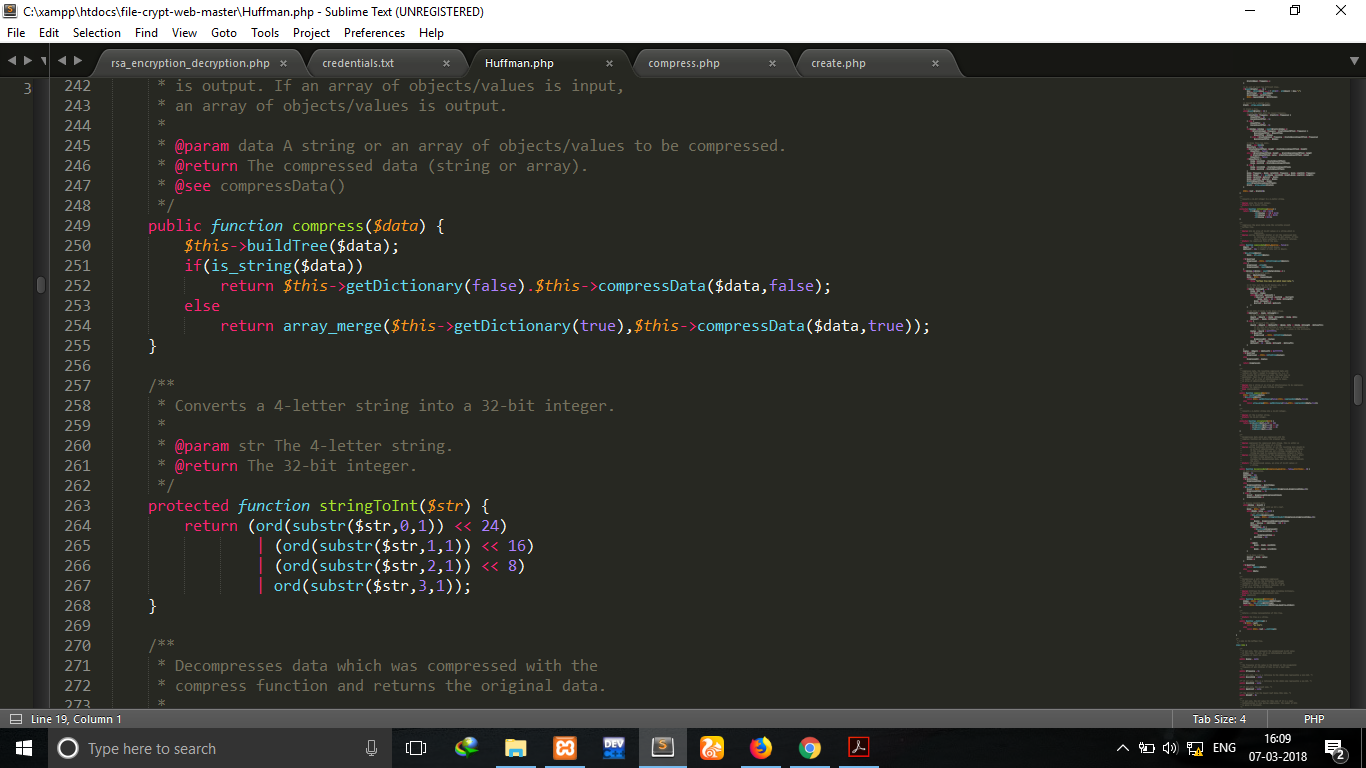 C:\xampp\htdocs\file-crypt-web-master\Huffman.php - Sublime Text (UNREGISTERED)
File Edit Selection Find View Goto Tools Project Preferences Help
rsa_encryption_decryption.php × credentials.txt × Huffman.php × compress.php × create.php ×
3
242 * is output. If an array of objects/values is input,
243 * an array of objects/values is output.
244 *
245 * @param data A string or an array of objects/values to be compressed.
246 * @return The compressed data (string or array).
247 * @see compressData()
248 */
249 public function compress($data) {
250 $this->buildTree($data);
251 if(is_string($data))
252 return $this->getDictionary(false).$this->compressData($data,false);
253 else
254 return array_merge($this->getDictionary(true),$this->compressData($data,true));
255 }
256
257 /**
258 * Converts a 4-letter string into a 32-bit integer.
259 *
260 * @param str The 4-letter string.
261 * @return The 32-bit integer.
262 */
263 protected function stringToInt($str) {
264 return (ord(substr($str,0,1)) << 24)
265 | (ord(substr($str,1,1)) << 16)
266 | (ord(substr($str,2,1)) << 8)
267 | ord(substr($str,3,1));
268 }
269
270 /**
271 * Decompresses data which was compressed with the
272 * compress function and returns the original data.
273 *
Line 19, Column 1 Tab Size: 4 PHP
Type here to search DEV ENG 16:09
07-03-2018 2